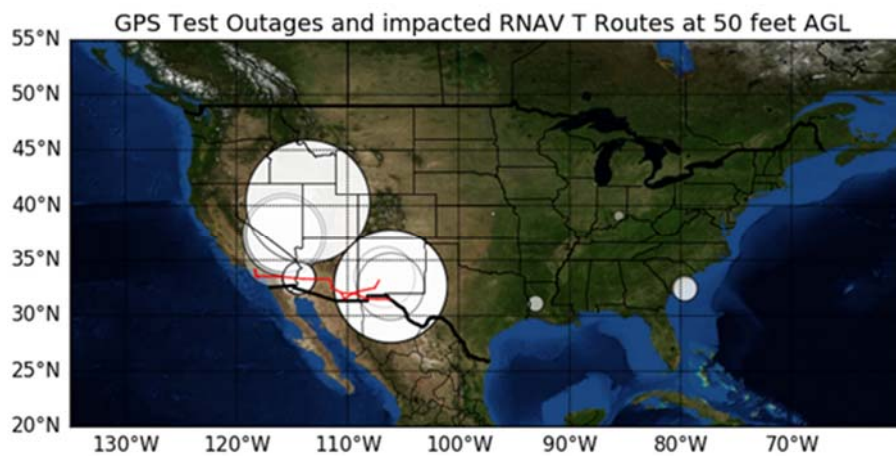 GPS Test Outages and impacted RNAV T Routes at 50 feet AGL
55°N
50°N
45°N
40°N
35°N
30°N
25°N
20°N
130°W 120°W 110°W 100°W 90°W 80°W 70°W